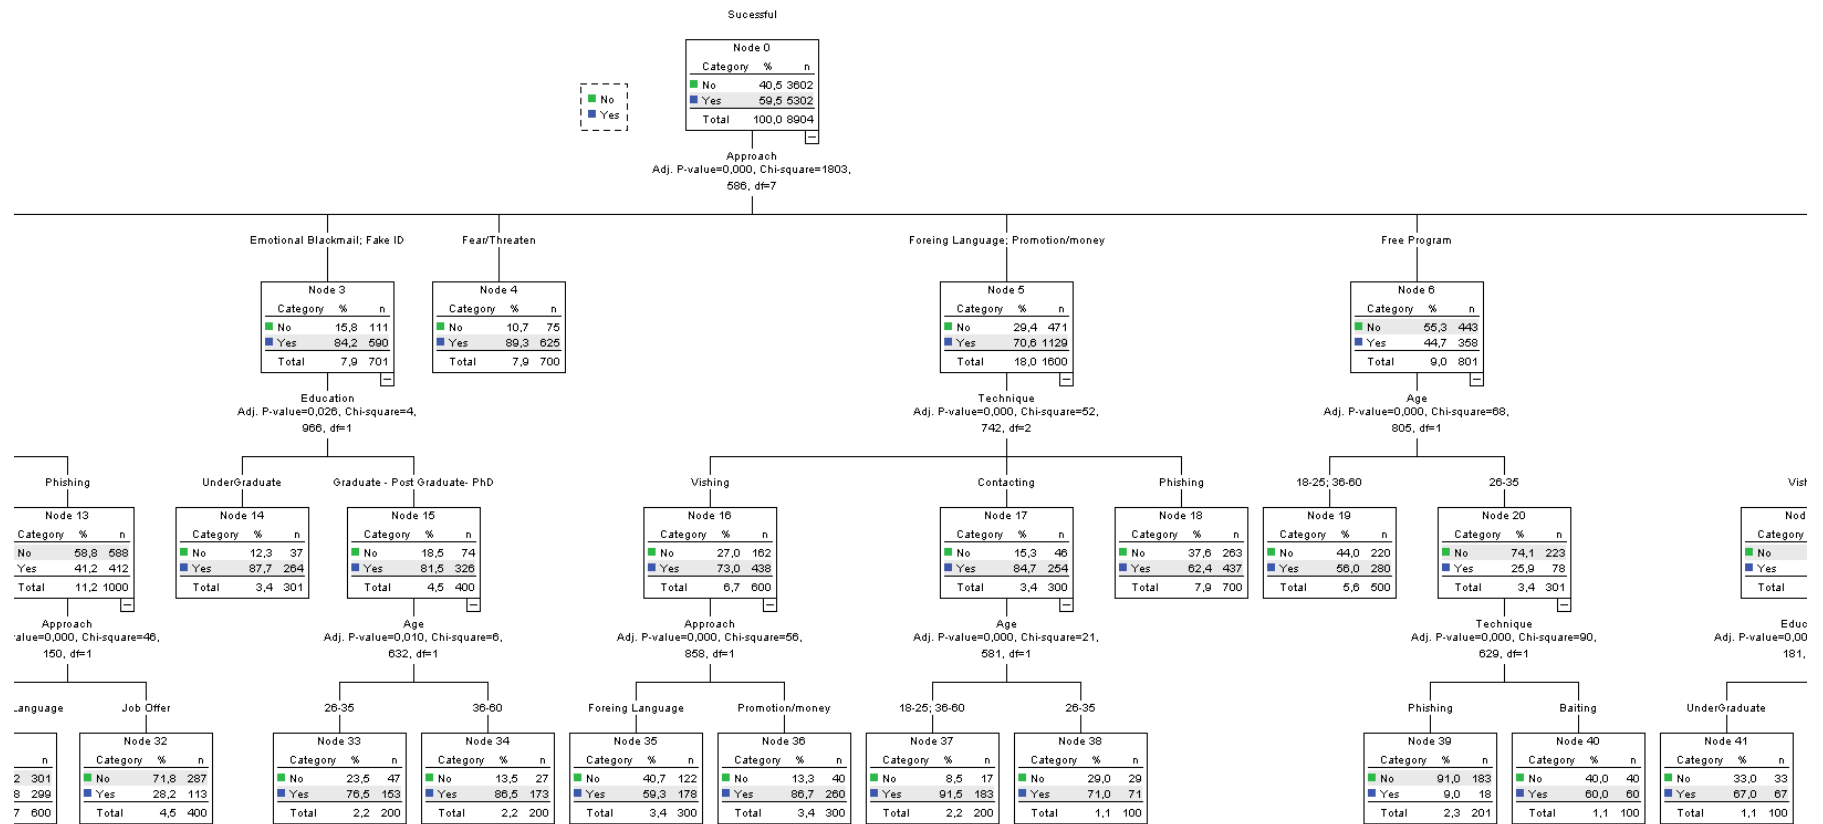 Sucessful
Node 0
Category % n
No 40,5 3602
Yes 59,5 5302
Total 100,0 8904
No
Yes
Approach
Adj. P-value=0,000, Chi-square=1803,
586, df=7
Emotional Blackmail; Fake ID
Fear/Threaten
Foreing Language; Promotion/money
Free Program
Node 3
Category % n
No 15,8 111
Yes 84,2 590
Total 7,9 701
Node 4
Category % n
No 10,7 75
Yes 89,3 625
Total 7,9 700
Node 5
Category % n
No 29,4 471
Yes 70,6 1129
Total 18,0 1600
Node 6
Category % n
No 55,3 443
Yes 44,7 358
Total 9,0 801
Education
Adj. P-value=0,026, Chi-square=4,
966, df=1
Technique
Adj. P-value=0,000, Chi-square=52,
742, df=2
Age
Adj. P-value=0,000, Chi-square=68,
805, df=1
Phishing
UnderGraduate
Graduate - Post Graduate- PhD
Vishing
Contacting
Phishing
18-25; 36-60
26-35
Node 13
Category % n
No 58,8 588
Yes 41,2 412
Total 11,2 1000
Node 14
Category % n
No 12,3 37
Yes 87,7 264
Total 3,4 301
Node 15
Category % n
No 18,5 74
Yes 81,5 326
Total 4,5 400
Node 16
Category % n
No 27,0 162
Yes 73,0 438
Total 6,7 600
Node 17
Category % n
No 15,3 46
Yes 84,7 254
Total 3,4 300
Node 18
Category % n
No 37,6 263
Yes 62,4 437
Total 7,9 700
Node 19
Category % n
No 44,0 220
Yes 56,0 280
Total 5,6 500
Node 20
Category % n
No 74,1 223
Yes 25,9 78
Total 3,4 301
Nod
Category
No
Yes
Total
Approach
alue=0,000, Chi-square=46,
150, df=1
Age
Adj. P-value=0,010, Chi-square=6,
632, df=1
Approach
Adj. P-value=0,000, Chi-square=56,
858, df=1
Age
Adj. P-value=0,000, Chi-square=21,
581, df=1
Technique
Adj. P-value=0,000, Chi-square=90,
629, df=1
Educ
Adj. P-value=0,00
181,
Language
Job Offer
26-35
36-60
Foreing Language
Promotion/money
18-25; 36-60
26-35
Phishing
Baiting
UnderGraduate
n
2 301
8 299
7 600
Node 32
Category % n
No 71,8 287
Yes 28,2 113
Total 4,5 400
Node 33
Category % n
No 23,5 47
Yes 76,5 153
Total 2,2 200
Node 34
Category % n
No 13,5 27
Yes 86,5 173
Total 2,2 200
Node 35
Category % n
No 40,7 122
Yes 59,3 178
Total 3,4 300
Node 36
Category % n
No 13,3 40
Yes 86,7 260
Total 3,4 300
Node 37
Category % n
No 8,5 17
Yes 91,5 183
Total 2,2 200
Node 38
Category % n
No 29,0 29
Yes 71,0 71
Total 1,1 100
Node 39
Category % n
No 91,0 183
Yes 9,0 18
Total 2,3 201
Node 40
Category % n
No 40,0 40
Yes 60,0 60
Total 1,1 100
Node 41
Category % n
No 33,0 33
Yes 67,0 67
Total 1,1 100